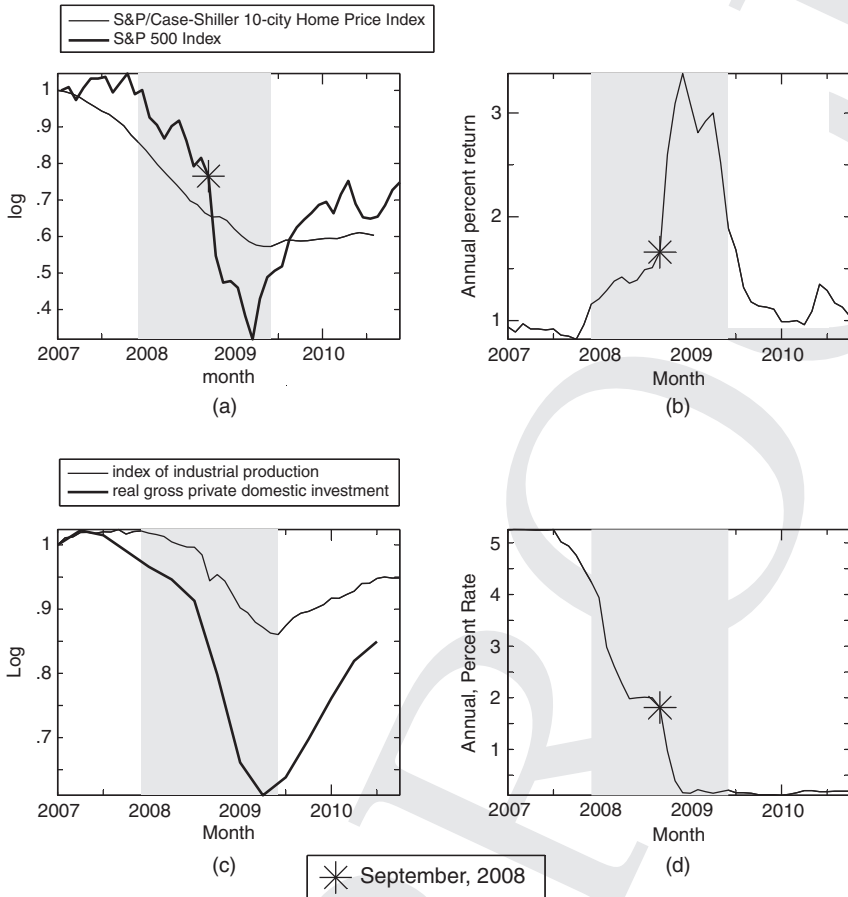 S&P/Case-Shiller 10-city Home Price Index
S&P 500 Index
log
1
.9
.8
.7
.6
.5
.4
2007 2008 2009 2010
month
(a)
Annual percent return
3
2
1
2007 2008 2009 2010
Month
(b)
index of industrial production
real gross private domestic investment
Log
1
.9
.8
.7
2007 2008 2009 2010
Month
(c)
Annual, Percent Rate
5
4
3
2
1
2007 2008 2009 2010
Month
(d)
September, 2008